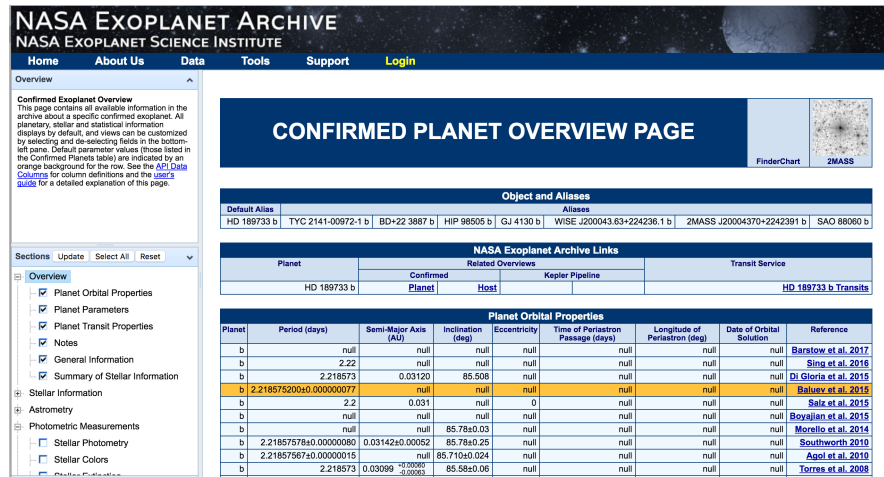 NASA EXOPLANET ARCHIVE
NASA EXOPLANET SCIENCE INSTITUTE
Home About Us Data Tools Support Login
Overview
Confirmed Exoplanet Overview
This page contains all available information in the
archive about a specific confirmed exoplanet. All
planetary, stellar and statistical information
displays by default, and views can be customized
by selecting and de-selecting fields in the bottom-
left pane. Default parameter values (those listed in
the Confirmed Planets table) are indicated by an
orange background for the row. See the API Data
Columns for column definitions and the user's
guide for a detailed explanation of this page.
Sections Update Select All Reset
Overview
Planet Orbital Properties
Planet Parameters
Planet Transit Properties
Notes
General Information
Summary of Stellar Information
Stellar Information
Astrometry
Photometric Measurements
Stellar Photometry
Stellar Colors
Stellar Extinction
CONFIRMED PLANET OVERVIEW PAGE
FinderChart 2MASS
Object and Aliases
Default Alias Aliases
HD 189733 b TYC 2141-00972-1 b BD+22 3887 b HIP 98505 b GJ 4130 b WISE J200043.63+224236.1 b 2MASS J20004370+2242391 b SAO 88060 b
NASA Exoplanet Archive Links
Planet Related Overviews Transit Service
Confirmed Kepler Pipeline
HD 189733 b Planet Host HD 189733 b Transits
Planet Orbital Properties
Planet Period (days) Semi-Major Axis (AU) Inclination (deg) Eccentricity Time of Periastron Passage (days) Longitude of Periastron (deg) Date of Orbital Solution Reference
b null null null null null null null Barstow et al. 2017
b 2.22 null null null null null null Sing et al. 2016
b 2.218573 0.03120 85.508 null null null null Di Gloria et al. 2015
b 2.218575200±0.000000077 null null null null null null Baluev et al. 2015
b 2.2 0.031 null 0 null null null Salz et al. 2015
b null null null null null null null Boyajian et al. 2015
b null null 85.78±0.03 null null null null Morello et al. 2014
b 2.21857578±0.00000080 0.03142±0.00052 85.78±0.25 null null null null Southworth 2010
b 2.21857567±0.00000015 null 85.710±0.024 null null null null Agol et al. 2010
b 2.218573 0.03099 +0.00060 -0.00063 85.58±0.06 null null null null Torres et al. 2008